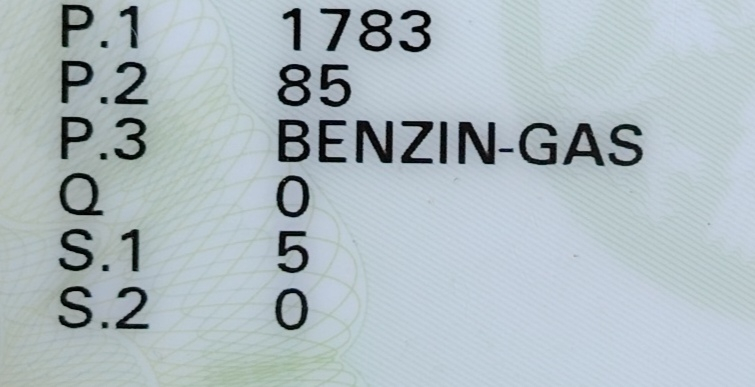 P.1 1783
P.2 85
P.3 BENZIN-GAS
Q 0
S.1 5
S.2 0